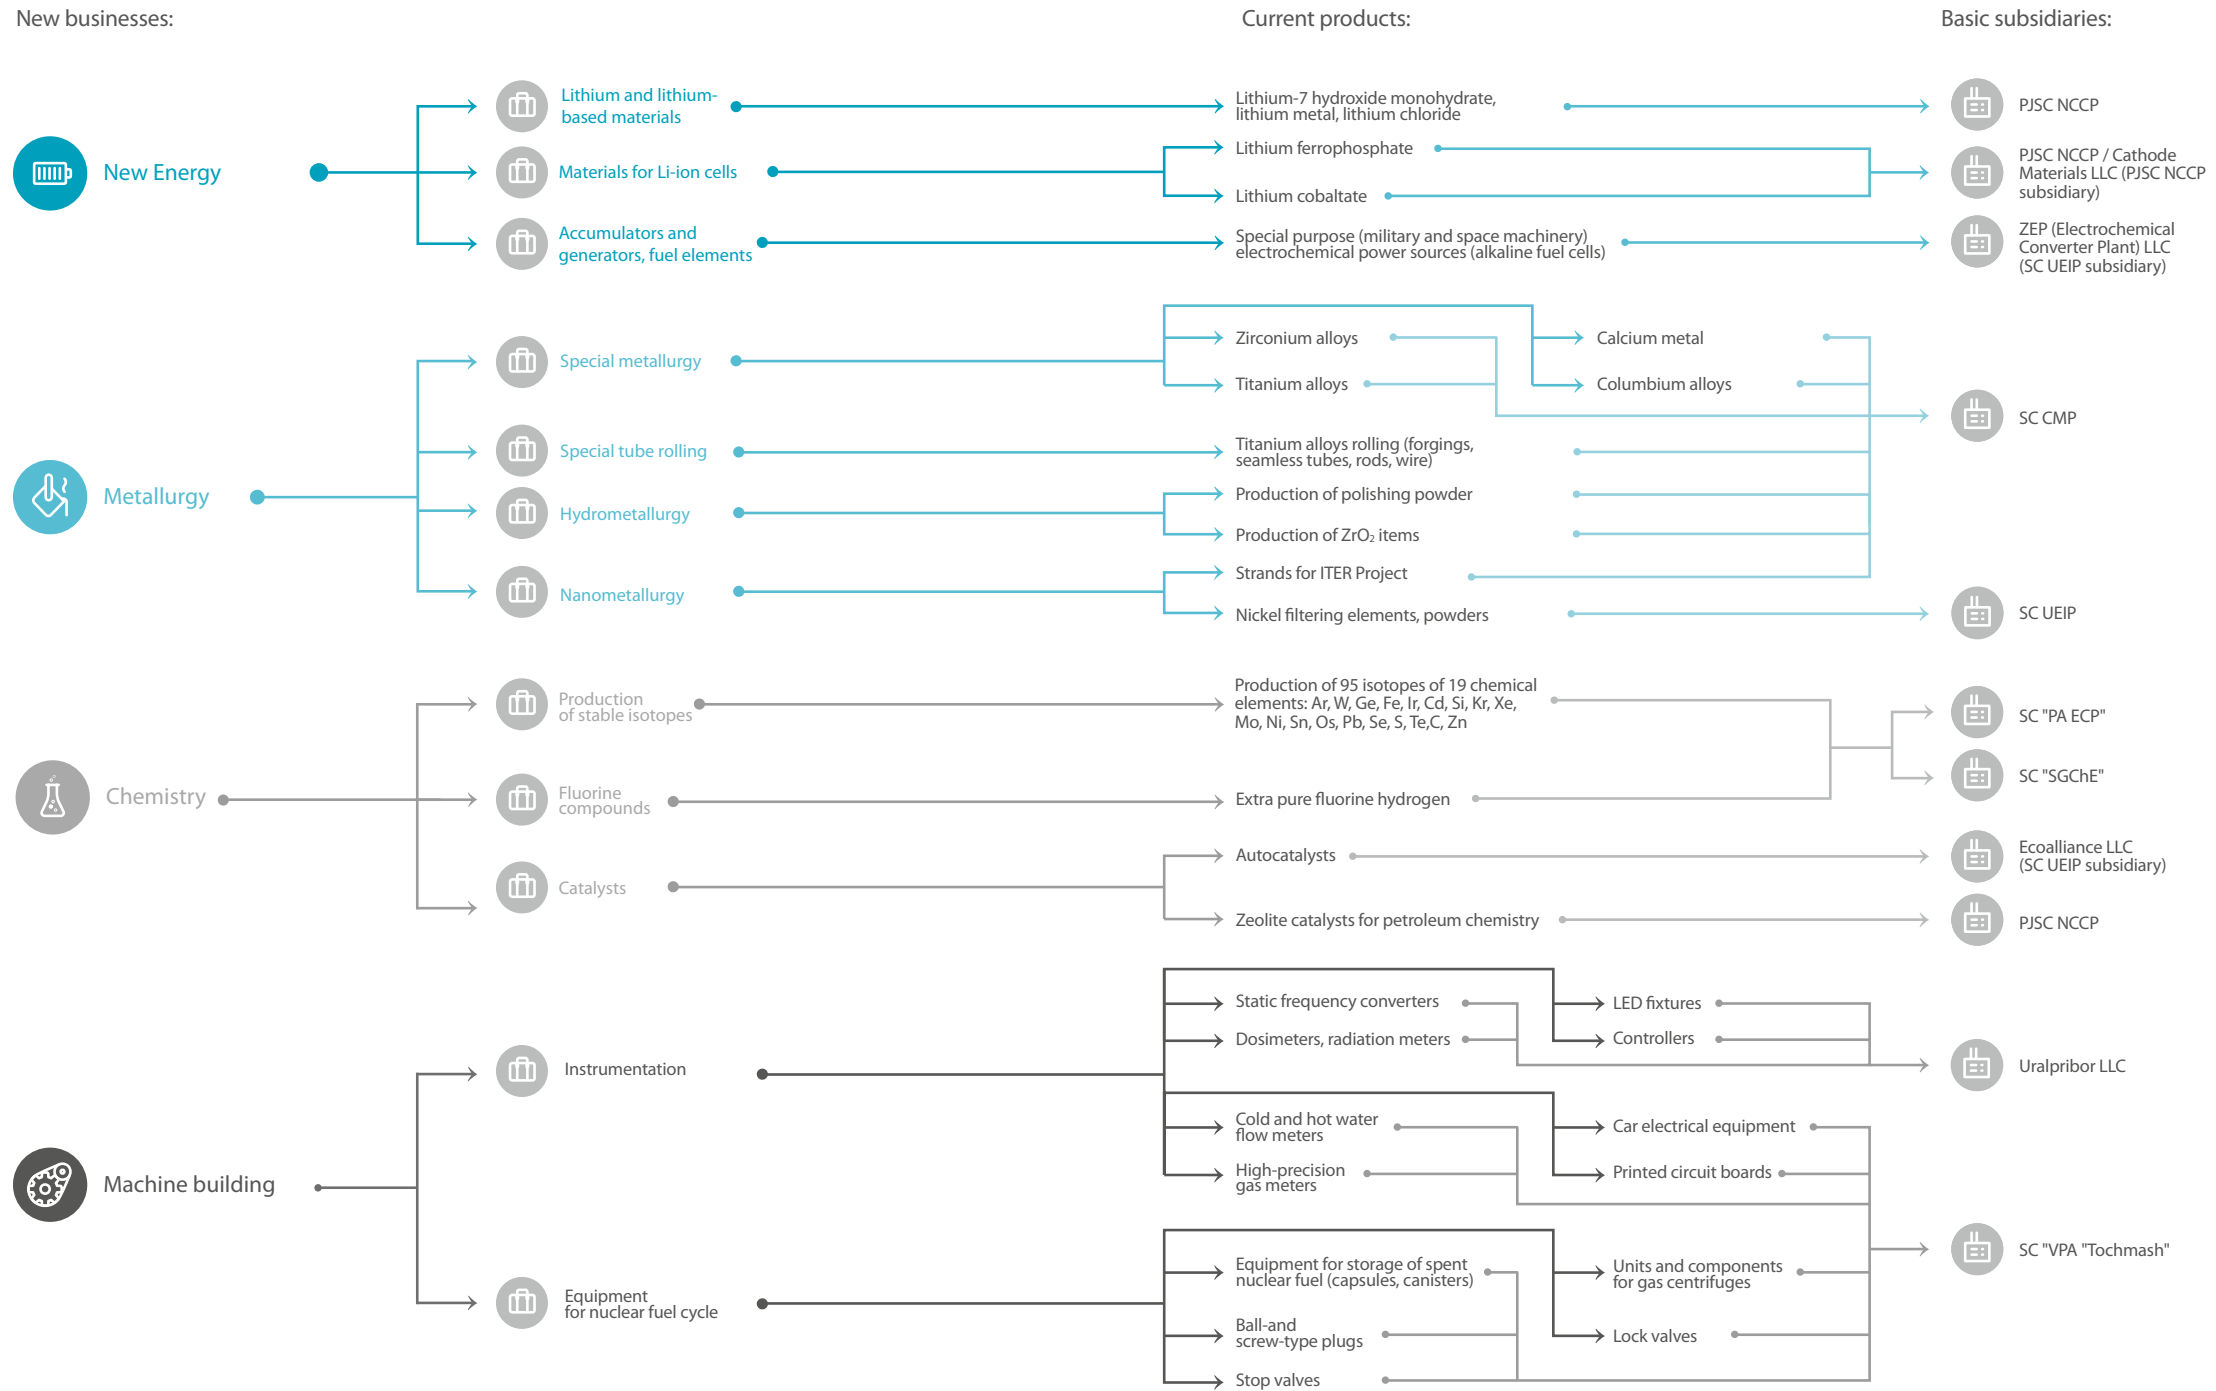 New businesses:
Current products:
Basic subsidiaries:
New Energy
Lithium and lithium-
based materials
Lithium-7 hydroxide monohydrate,
lithium metal, lithium chloride
PJSC NCCP
Materials for Li-ion cells
Lithium ferrophosphate
Lithium cobaltate
PJSC NCCP / Cathode
Materials LLC (PJSC NCCP
subsidiary)
Accumulators and
generators, fuel elements
Special purpose (military and space machinery)
electrochemical power sources (alkaline fuel cells)
ZEP (Electrochemical
Converter Plant) LLC
(SC UEIP subsidiary)
Metallurgy
Special metallurgy
Zirconium alloys
Calcium metal
Titanium alloys
Columbium alloys
SC CMP
Special tube rolling
Titanium alloys rolling (forgings,
seamless tubes, rods, wire)
Hydrometallurgy
Production of polishing powder
Production of ZrO₂ items
Nanometallurgy
Strands for ITER Project
Nickel filtering elements, powders
SC UEIP
Chemistry
Production
of stable isotopes
Production of 95 isotopes of 19 chemical
elements: Ar, W, Ge, Fe, Ir, Cd, Si, Kr, Xe,
Mo, Ni, Sn, Os, Pb, Se, S, Te,C, Zn
SC "PA ECP"
SC "SGChE"
Fluorine
compounds
Extra pure fluorine hydrogen
Catalysts
Autocatalysts
Ecoalliance LLC
(SC UEIP subsidiary)
Zeolite catalysts for petroleum chemistry
PJSC NCCP
Machine building
Instrumentation
Static frequency converters
LED fixtures
Dosimeters, radiation meters
Controllers
Uralpribor LLC
Cold and hot water
flow meters
Car electrical equipment
High-precision
gas meters
Printed circuit boards
SC "VPA "Tochmash"
Equipment
for nuclear fuel cycle
Equipment for storage of spent
nuclear fuel (capsules, canisters)
Units and components
for gas centrifuges
Ball-and
screw-type plugs
Lock valves
Stop valves